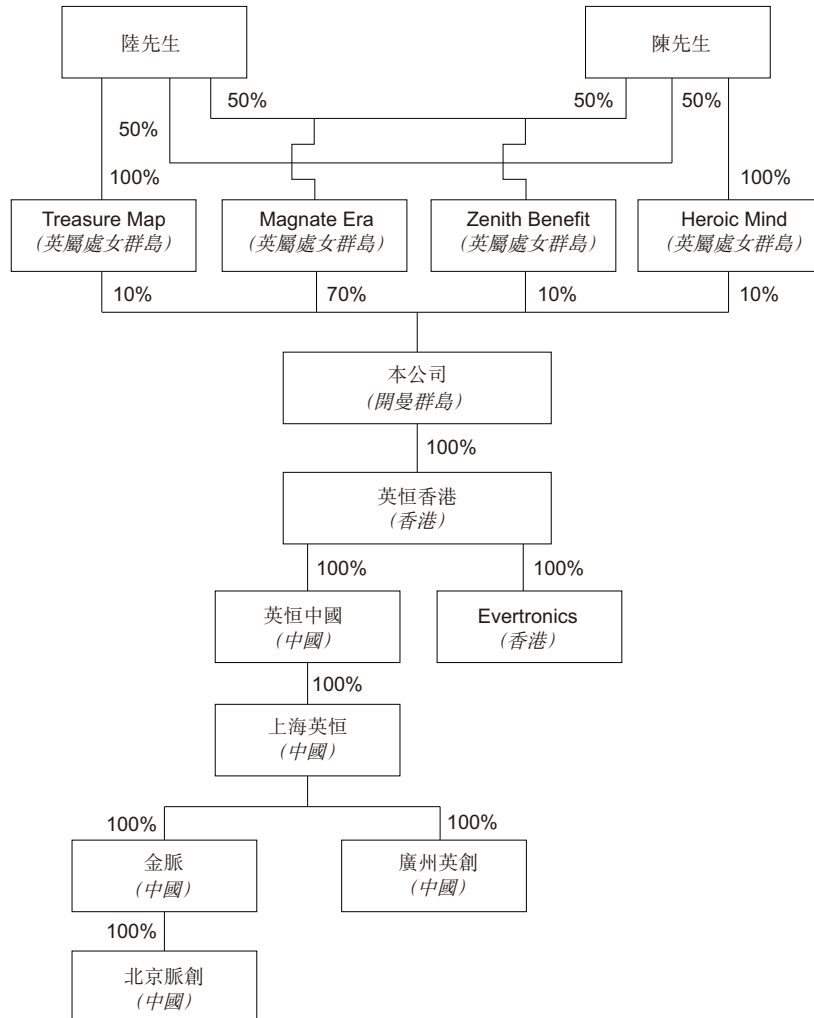 陸先生
陳先生
50%
50%
50%
50%
100%
100%
Treasure Map
(英屬處女群島)
Magnate Era
(英屬處女群島)
Zenith Benefit
(英屬處女群島)
Heroic Mind
(英屬處女群島)
10%
70%
10%
10%
本公司
(開曼群島)
100%
英恒香港
(香港)
100%
100%
英恒中國
(中國)
Evertronics
(香港)
100%
上海英恒
(中國)
100%
100%
金脈
(中國)
廣州英創
(中國)
100%
北京脈創
(中國)